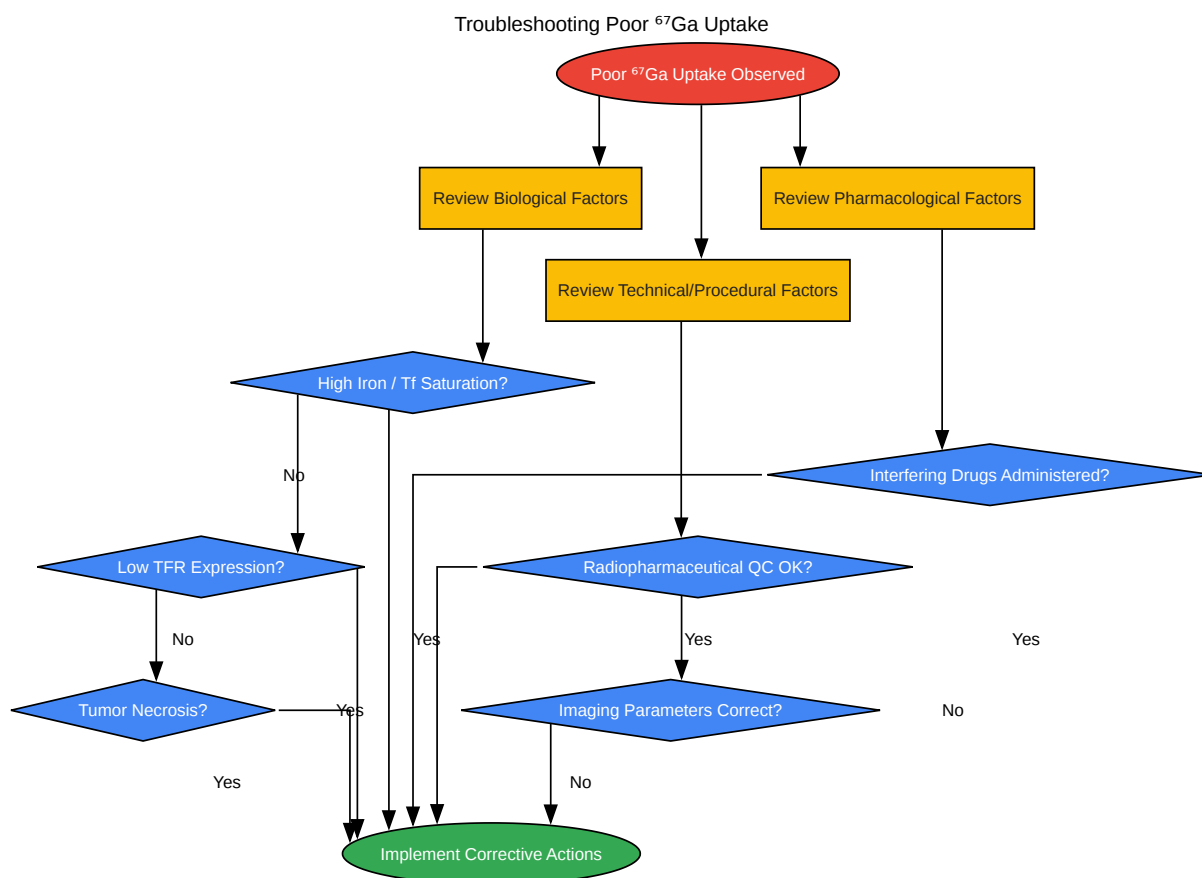 Troubleshooting Poor ⁶⁷Ga Uptake
Poor ⁶⁷Ga Uptake Observed
Review Biological Factors
Review Pharmacological Factors
Review Technical/Procedural Factors
High Iron / Tf Saturation?
No
Interfering Drugs Administered?
Low TFR Expression?
Radiopharmaceutical QC OK?
No
Yes
Yes
Yes
Tumor Necrosis?
Yes
Imaging Parameters Correct?
No
Yes
No
Implement Corrective Actions